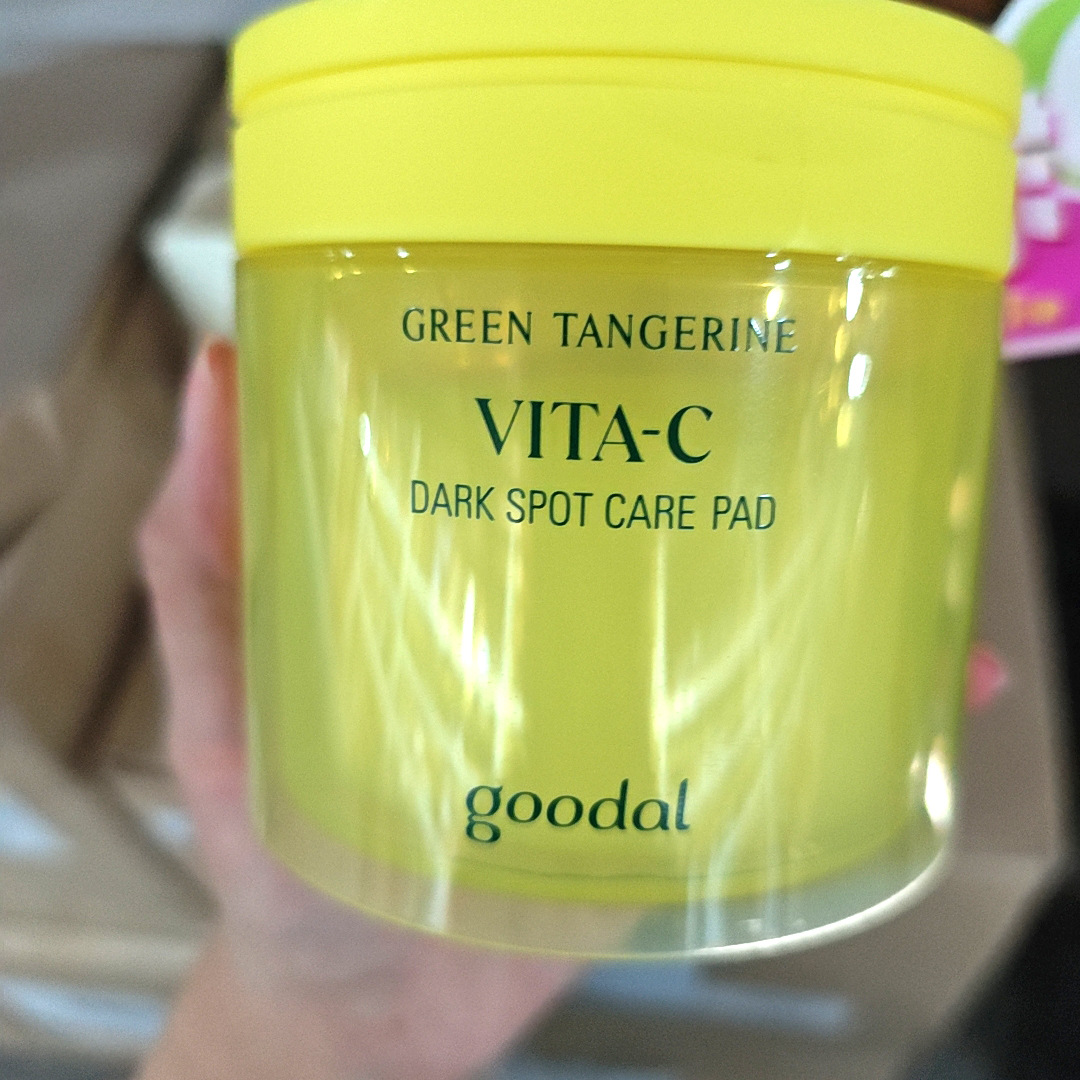 GREEN TANGERINE
VITA-C
DARK SPOT CARE PAD
goodal